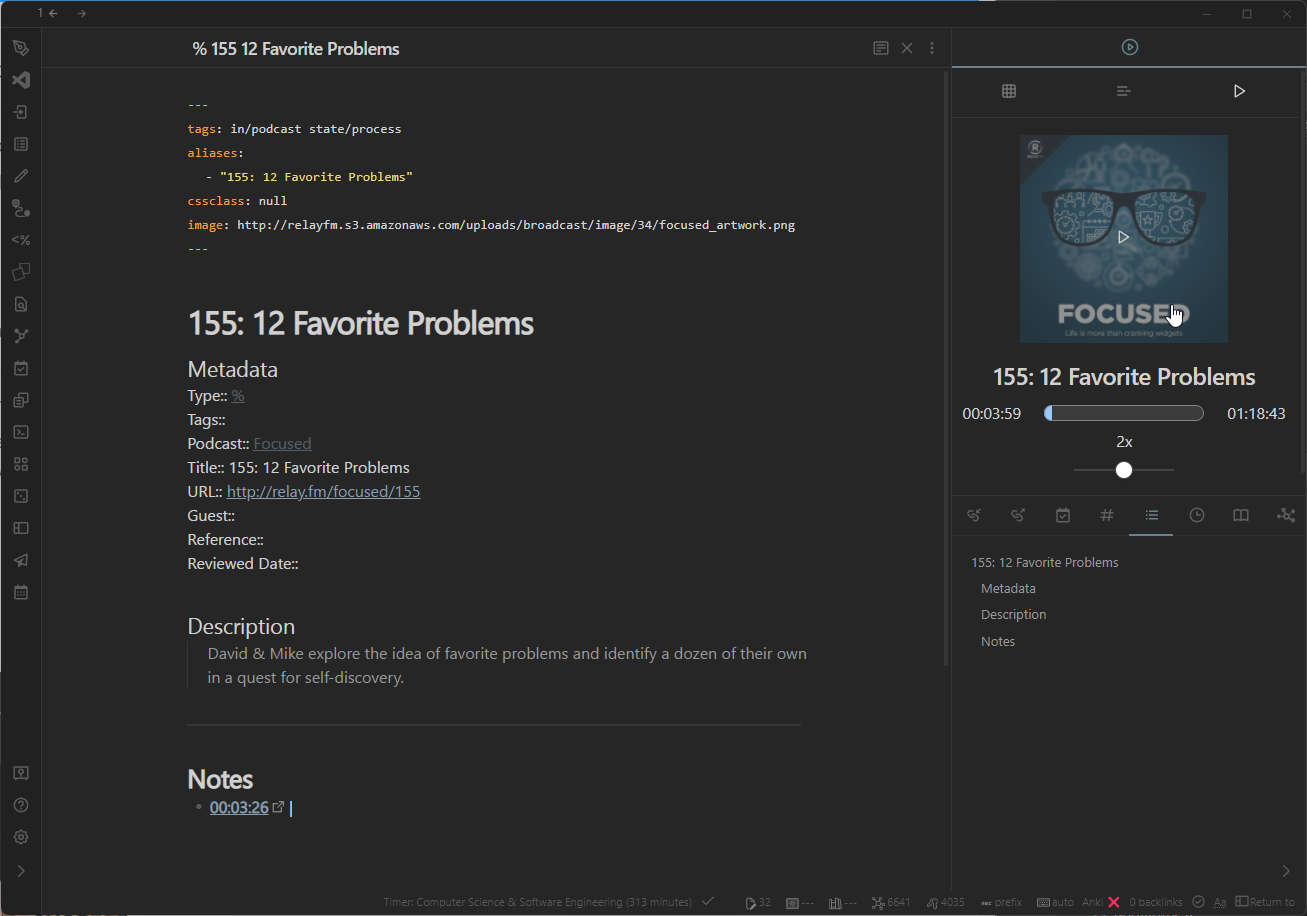 1
% 155 12 Favorite Problems
---
tags: in/podcast state/process
aliases:
- "155: 12 Favorite Problems"
cssclass: null
image: http://relayfm.s3.amazonaws.com/uploads/broadcast/image/34/focused_artwork.png
---
155: 12 Favorite Problems
Metadata
Type:: %
Tags::
Podcast:: Focused
Title:: 155: 12 Favorite Problems
URL:: http://relay.fm/focused/155
Guest::
Reference::
Reviewed Date::
Description
David & Mike explore the idea of favorite problems and identify a dozen of their own
in a quest for self-discovery.
Notes
00:03:26
R
FOCUSED
Life is more than cranking widgets
155: 12 Favorite Problems
00:03:59 01:18:43
2x
155: 12 Favorite Problems
Metadata
Description
Notes
Timer: Computer Science & Software Engineering (313 minutes) 32 --- --- 6641 4035 prefix auto Anki 0 backlinks Aa Return to